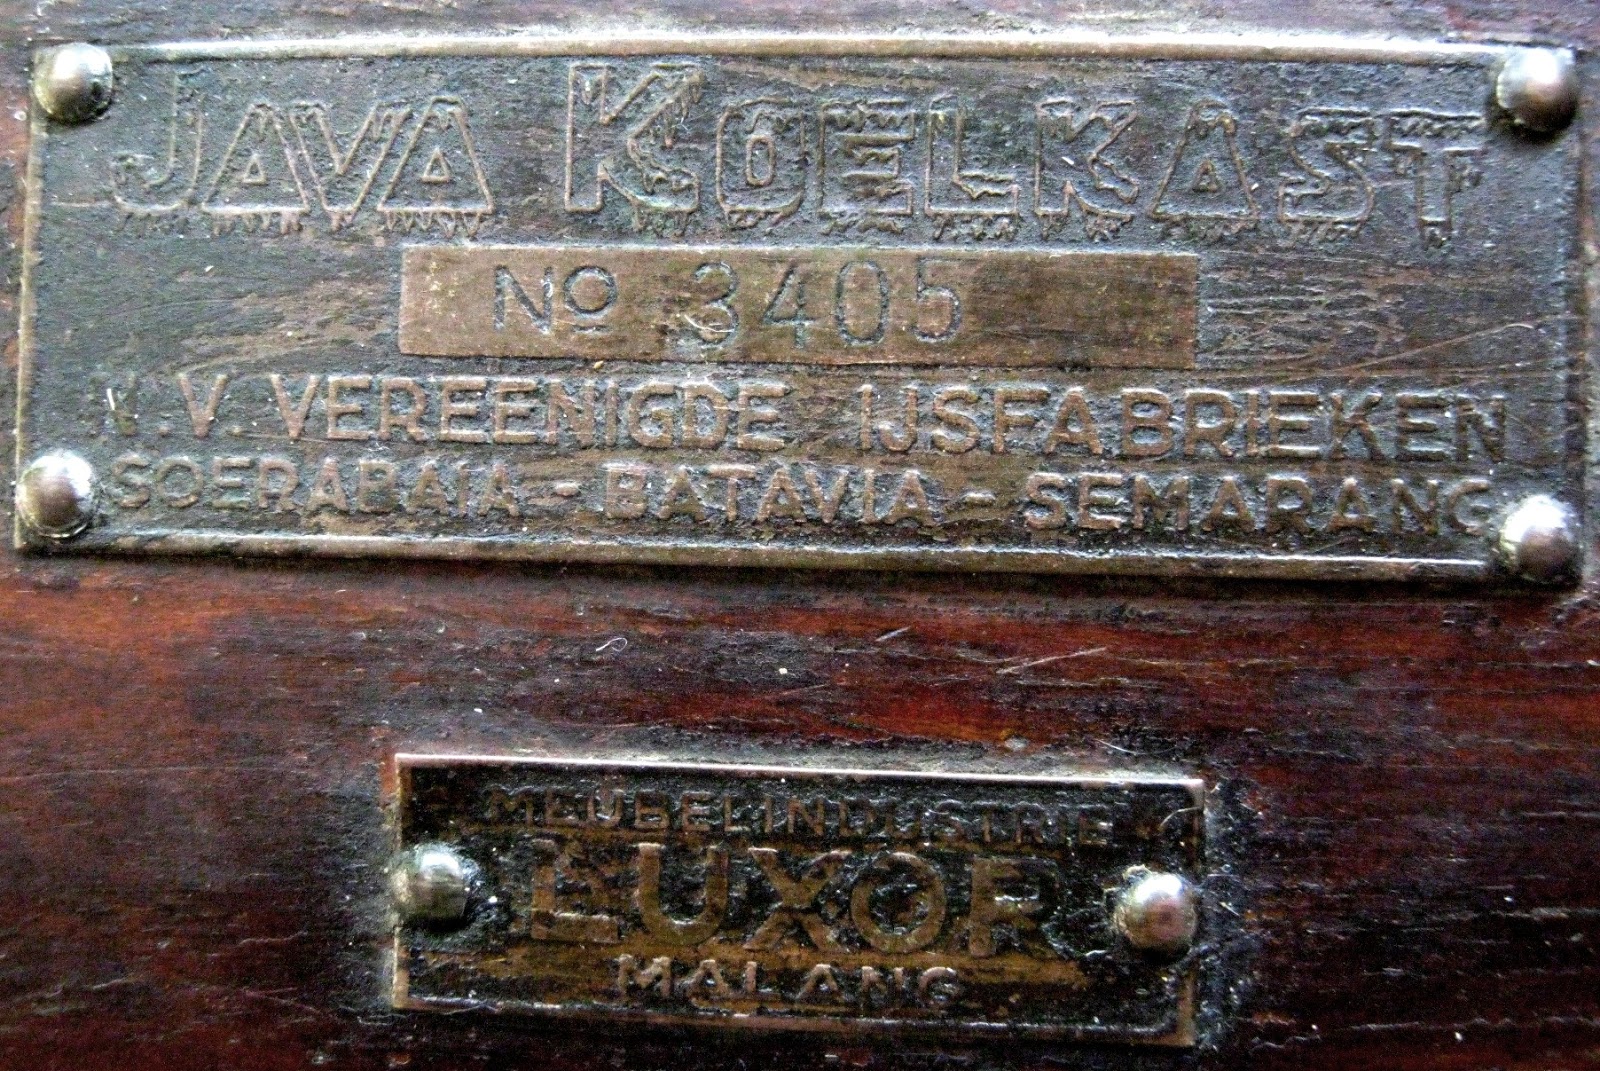 JAVA KOELKAST
No 3405
N.V. VEREENIGDE IJSFABRIEKEN
SOERABAIA - BATAVIA - SEMARANG
MEUBELINDUSTRIE
LUXOR
MALANG